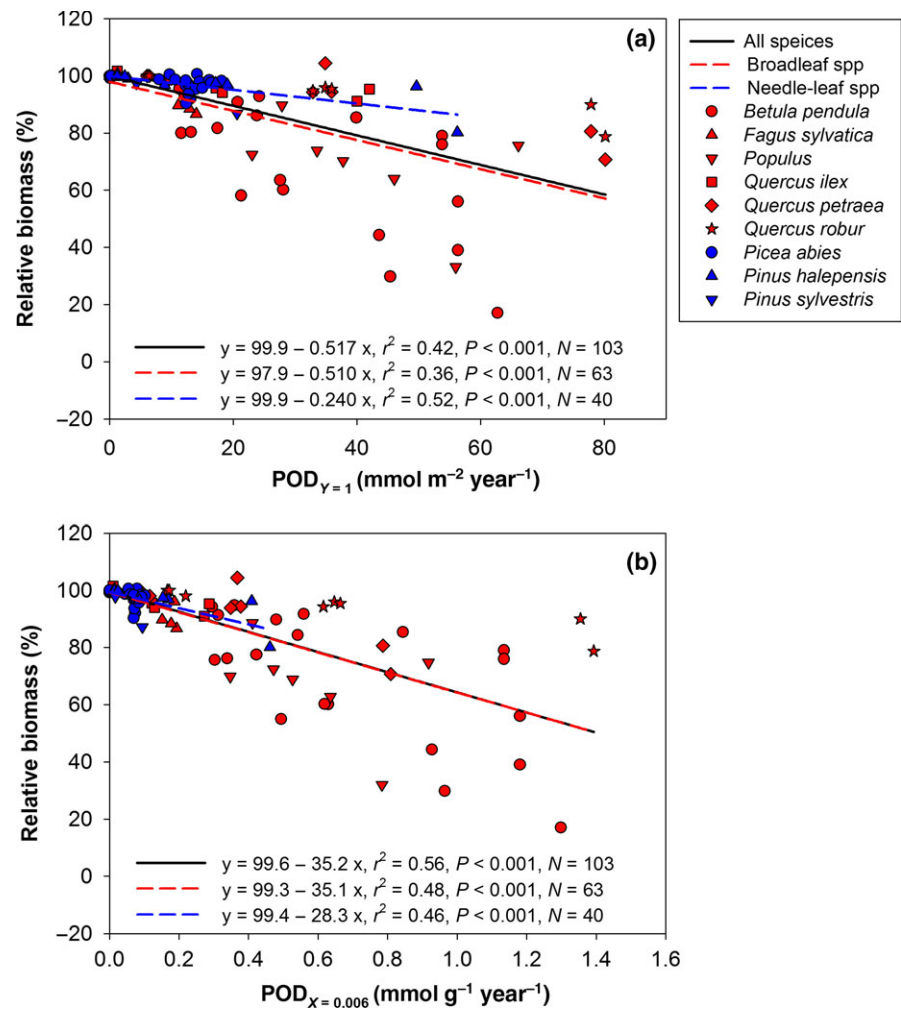 (a)
120
100
80
60
40
20
0
–20
Relative biomass (%)
y = 99.9 – 0.517 x, r² = 0.42, P < 0.001, N = 103
y = 97.9 – 0.510 x, r² = 0.36, P < 0.001, N = 63
y = 99.9 – 0.240 x, r² = 0.52, P < 0.001, N = 40
0 20 40 60 80
POD_Y = 1 (mmol m⁻² year⁻¹)
All speices
Broadleaf spp
Needle-leaf spp
Betula pendula
Fagus sylvatica
Populus
Quercus ilex
Quercus petraea
Quercus robur
Picea abies
Pinus halepensis
Pinus sylvestris
(b)
120
100
80
60
40
20
0
–20
Relative biomass (%)
y = 99.6 – 35.2 x, r² = 0.56, P < 0.001, N = 103
y = 99.3 – 35.1 x, r² = 0.48, P < 0.001, N = 63
y = 99.4 – 28.3 x, r² = 0.46, P < 0.001, N = 40
0.0 0.2 0.4 0.6 0.8 1.0 1.2 1.4 1.6
POD_X = 0.006 (mmol g⁻¹ year⁻¹)